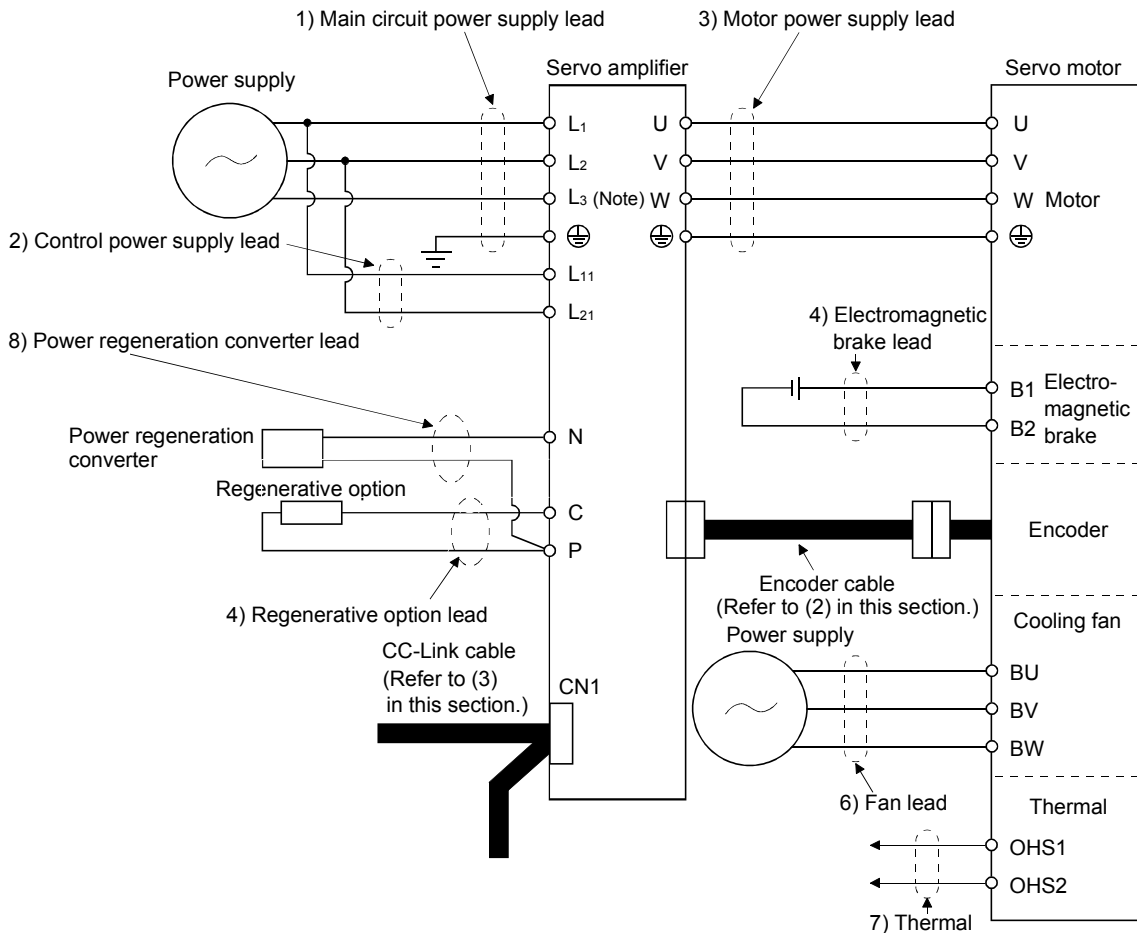 1) Main circuit power supply lead
3) Motor power supply lead
Servo amplifier
Servo motor
Power supply
L1
U
U
L2
V
V
L3 (Note)
W
W
Motor
2) Control power supply lead
L11
L21
4) Electromagnetic
brake lead
8) Power regeneration converter lead
B1
B2
Electro-
magnetic
brake
Power regeneration
converter
N
Regenerative option
C
P
Encoder
4) Regenerative option lead
Encoder cable
(Refer to (2) in this section.)
Cooling fan
Power supply
CC-Link cable
(Refer to (3)
in this section.)
CN1
BU
BV
BW
6) Fan lead
Thermal
OHS1
OHS2
7) Thermal